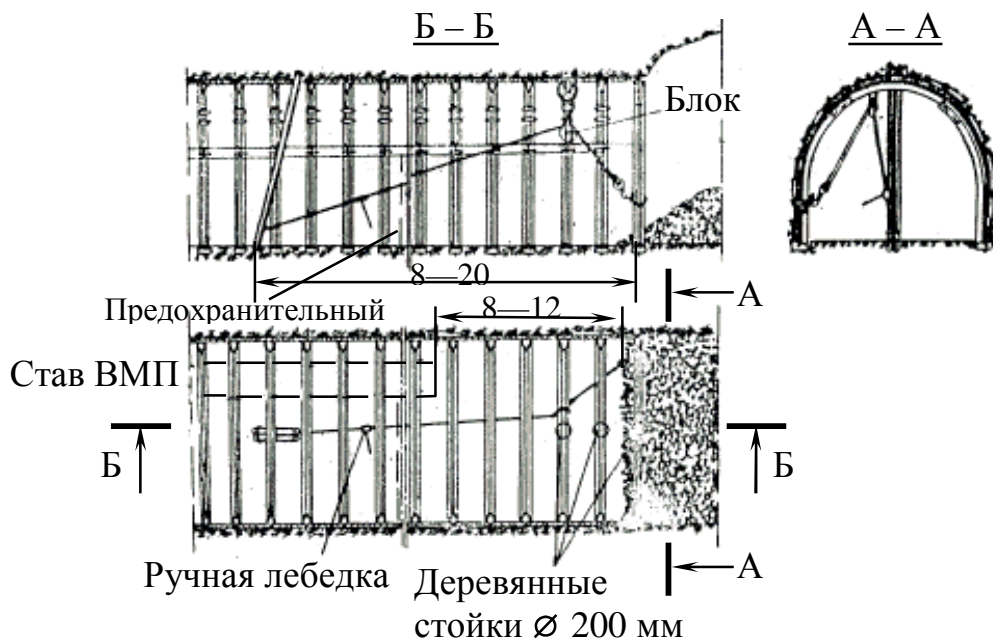 Б – Б
А – А
Блок
8—20
Предохранительный
8—12
А
Став ВМП
Б
Б
Ручная лебедка
Деревянные
стойки ⌀ 200 мм
А